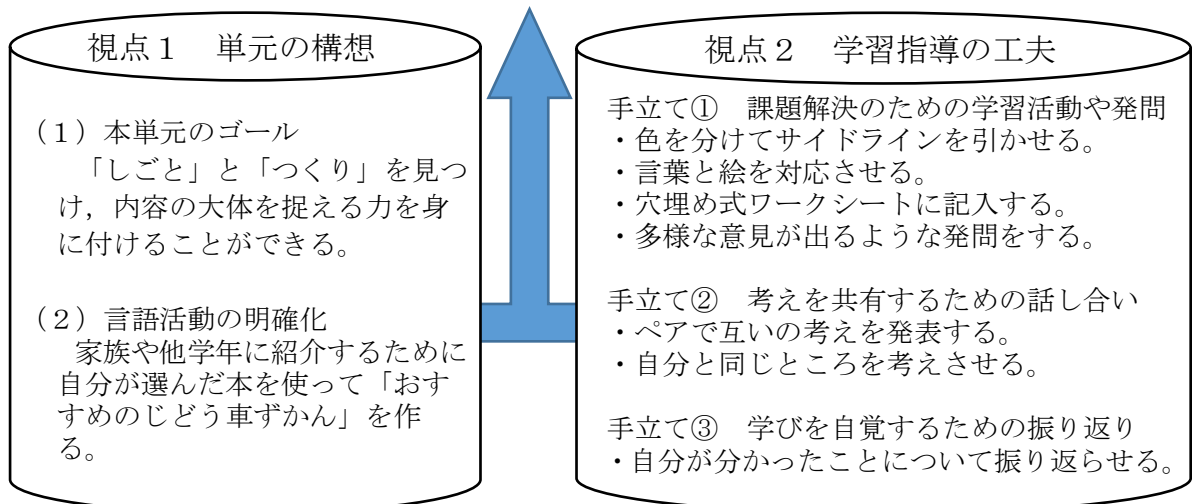 視点１　単元の構想
（１）本単元のゴール
「しごと」と「つくり」を見つ
け，内容の大体を捉える力を身
に付けることができる。
（２）言語活動の明確化
家族や他学年に紹介するために
自分が選んだ本を使って「おす
すめのじどう車ずかん」を作
る。
視点２　学習指導の工夫
手立て①　課題解決のための学習活動や発問
・色を分けてサイドラインを引かせる。
・言葉と絵を対応させる。
・穴埋め式ワークシートに記入する。
・多様な意見が出るような発問をする。
手立て②　考えを共有するための話し合い
・ペアで互いの考えを発表する。
・自分と同じところを考えさせる。
手立て③　学びを自覚するための振り返り
・自分が分かったことについて振り返らせる。